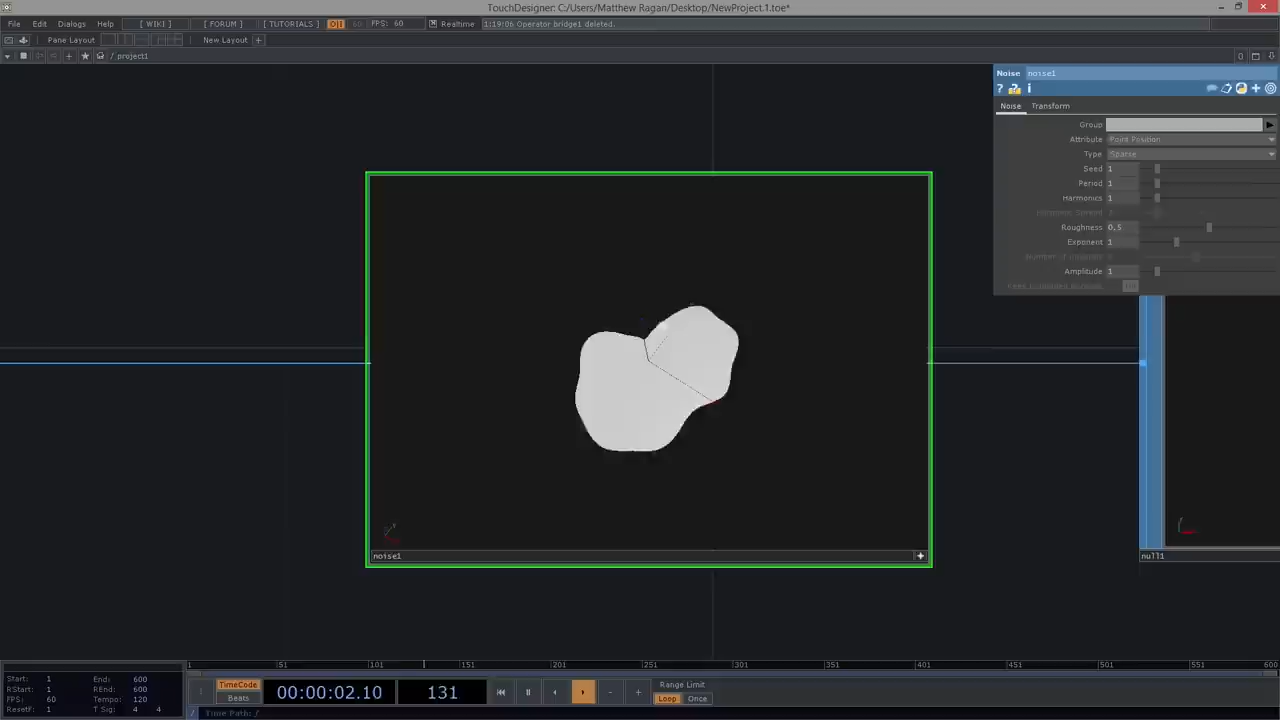 TouchDesigner: C:/Users/Matthew Ragan/Desktop/NewProject.1.toe*
File Edit Dialogs Help [ WIKI ] [ FORUM ] [ TUTORIALS ] O|I 60 FPS: 60 Realtime 1:19:06 Operator bridge1 deleted.
Pane Layout New Layout +
/ project1
Noise noise1
? ? i
Noise Transform
Group
Attribute Point Position
Type Sparse
Seed 1
Period 1
Harmonics 1
Roughness 0.5
Exponent 1
Amplitude 1
noise1
null1
1 51 101 151 201 251 301 351 401 451 501 551 600
Start: 1 End: 600
RStart: 1 REnd: 600
FPS: 60 Tempo: 120
ResetF: 1 T Sig: 4 4
TimeCode
Beats
00:00:02.10 131
Range Limit
Loop Once
Time Path: /